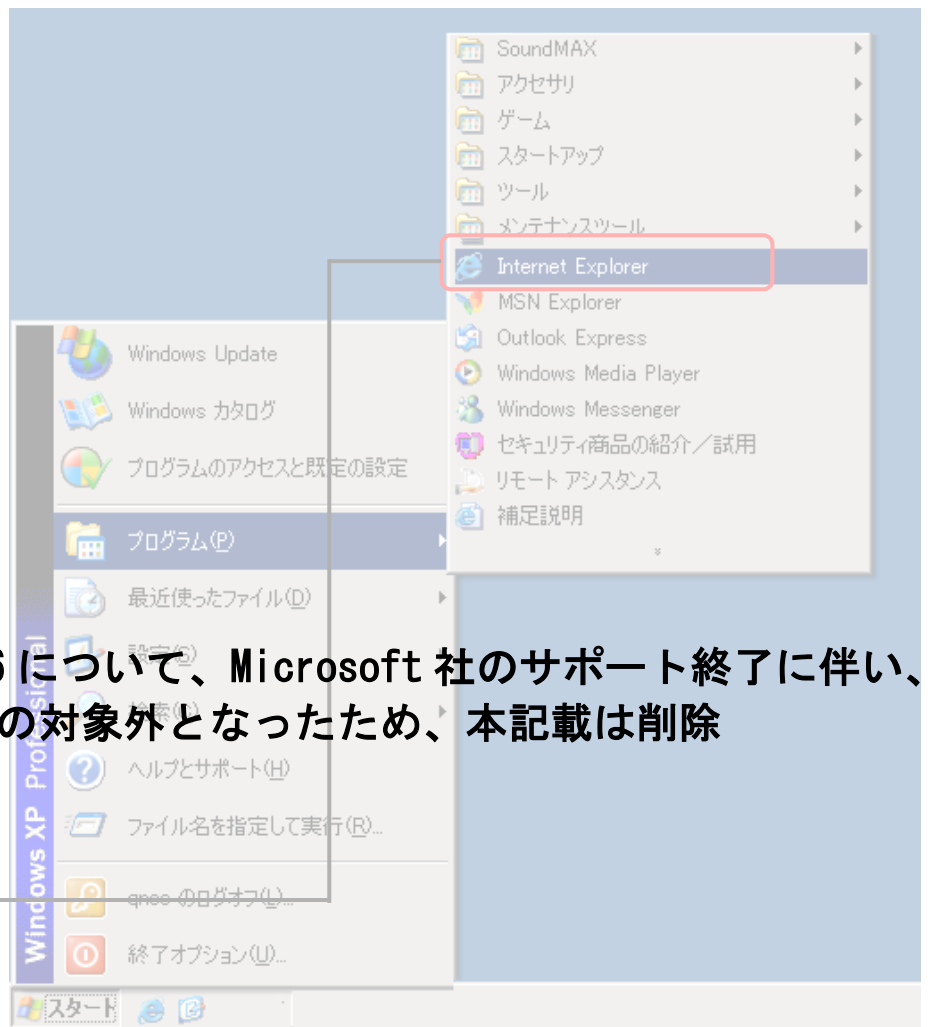 SoundMAX
アクセサリ
ゲーム
スタートアップ
ツール
メンテナンスツール
Internet Explorer
MSN Explorer
Outlook Express
Windows Media Player
Windows Messenger
セキュリティ商品の紹介／試用
リモート アシスタンス
補足説明
Windows Update
Windows カタログ
プログラムのアクセスと既定の設定
プログラム(P)
最近使ったファイル(D)
設定(S)
6について、Microsoft 社のサポート終了に伴い、
の対象外となったため、本記載は削除
ヘルプとサポート(H)
ファイル名を指定して実行(R)...
のログオフ(L)...
終了オプション(U)...
Windows XP Professional
スタート